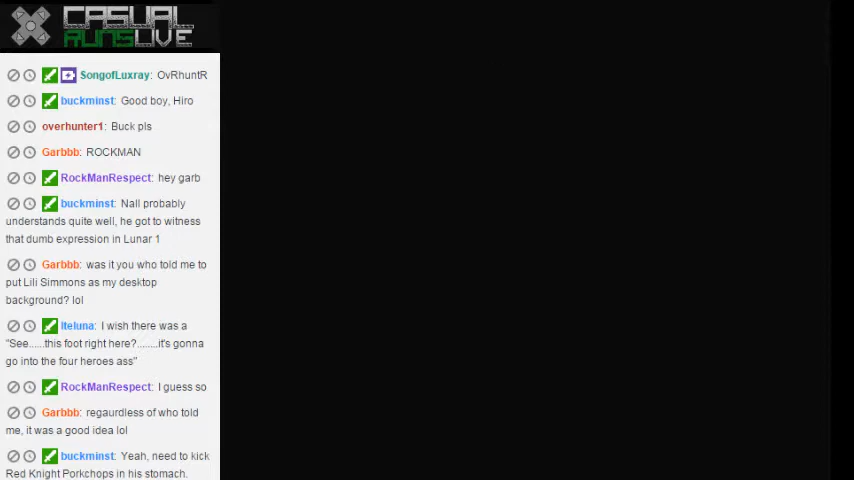 CASUAL
RUNSLIVE
SongofLuxray: OvRhuntR
buckminst: Good boy, Hiro
overhunter1: Buck pls
Garbbb: ROCKMAN
RockManRespect: hey garb
buckminst: Nall probably
understands quite well, he got to witness
that dumb expression in Lunar 1
Garbbb: was it you who told me to
put Lili Simmons as my desktop
background? lol
Iteluna: I wish there was a
"See......this foot right here?........it's gonna
go into the four heroes ass"
RockManRespect: I guess so
Garbbb: regaurdless of who told
me, it was a good idea lol
buckminst: Yeah, need to kick
Red Knight Porkchops in his stomach.